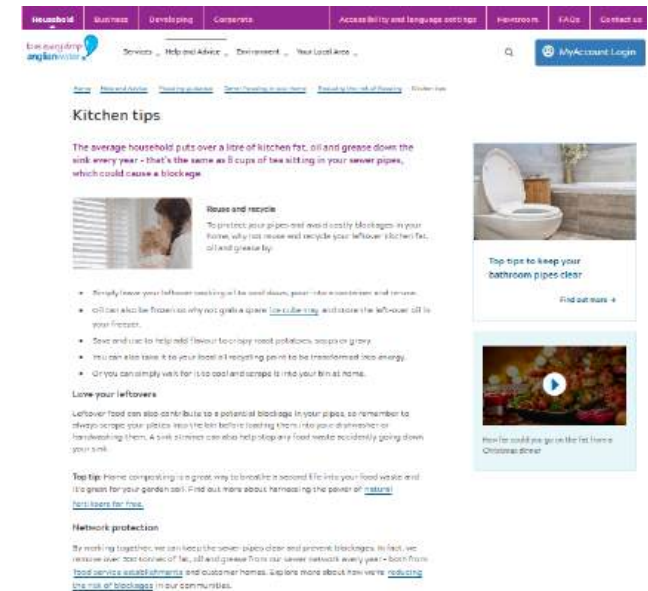 Household Business Developing Corporate Accessibility and language settings Newsroom FAQs Contact us
love every drop
anglianwater
Services Help and Advice Environment Your Local Area
MyAccount Login
Home Help and Advice Kitchen tips
Kitchen tips
The average household puts over a litre of kitchen fat, oil and grease down the
sink every year - that's the same as 8 cups of tea sitting in your sewer pipes,
which could cause a blockage
Reuse and recycle
To protect your pipes and avoid costly blockages in your
home, why not reuse and recycle your leftover kitchen fat,
oil and grease by:
Simply leave your leftover cooking oil to cool down, pour into a container and re-use.
Oil can also be frozen so why not grab a spare ice cube tray and store the left-over oil in
your freezer.
Save and use to help add flavour to crispy roast potatoes, soups or gravy
You can also take it to your local oil recycling point to be transformed into energy.
Or you can simply wait for it to cool and scrape it into your bin at home.
Love your leftovers
Leftover food can also contribute to a potential blockage in your pipes, so remember to
always scrape your plates into the bin before loading them into your dishwasher or
handwashing them. A sink strainer can also help stop any food waste accidently going down
your sink.
Top tip: Home composting is a great way to breathe a second life into your food waste and
it's great for your garden soil. Find out more about harnessing the power of natural
fertilisers for free.
Network protection
By working together, we can keep the sewer pipes clear and prevent blockages. In fact, we
remove over tonnes of fat, oil and grease from our sewer network every year - both from
food service establishments and customer homes. Explore more about how we're reducing
the risk of blockages in our communities.
Top tips to keep your
bathroom pipes clear
Find out more
How far could you go on the fat from a
Christmas dinner